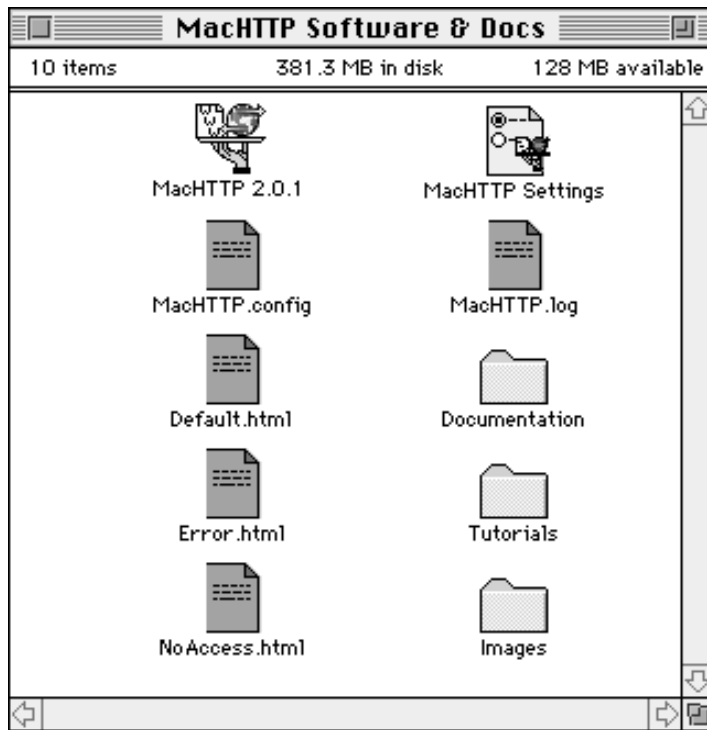 MacHTTP Software & Docs
10 items 381.3 MB in disk 128 MB available
MacHTTP 2.0.1 MacHTTP Settings
MacHTTP.config MacHTTP.log
Default.html Documentation
Error.html Tutorials
NoAccess.html Images